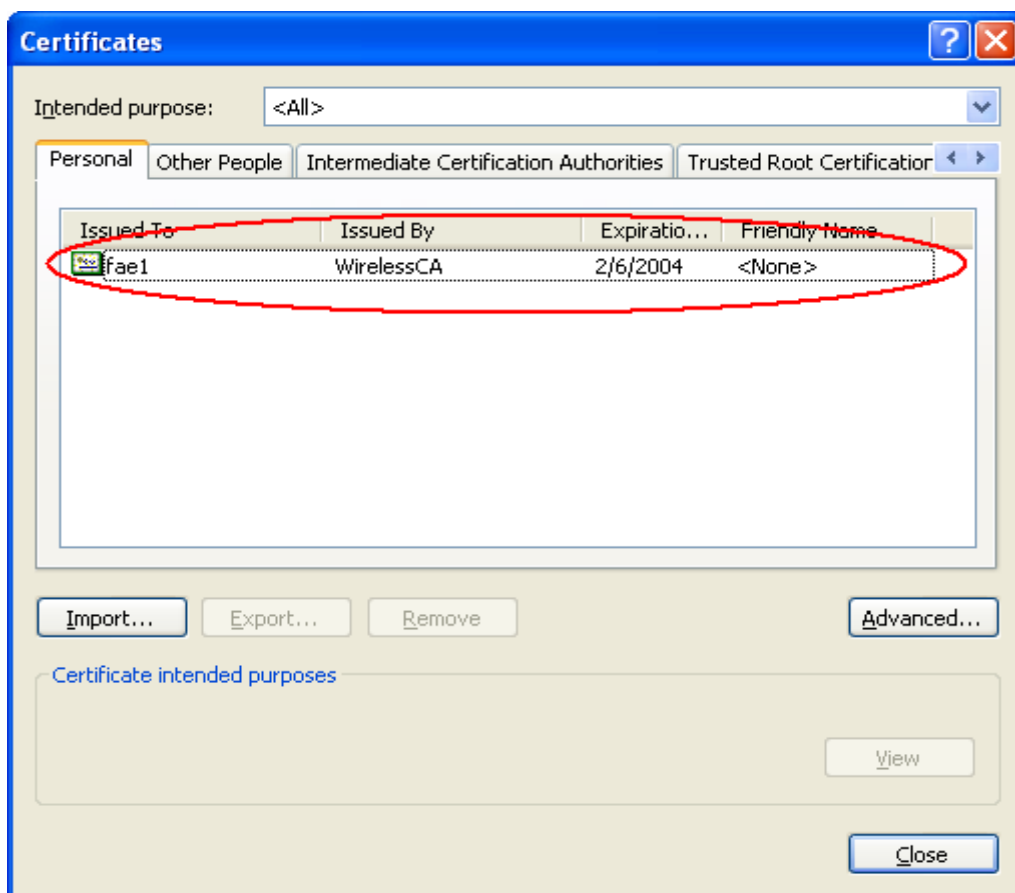 Certificates
Intended purpose: <All>
Personal Other People Intermediate Certification Authorities Trusted Root Certification
Issued To Issued By Expiratio... Friendly Name
fae1 WirelessCA 2/6/2004 <None>
Import... Export... Remove Advanced...
Certificate intended purposes
View
Close